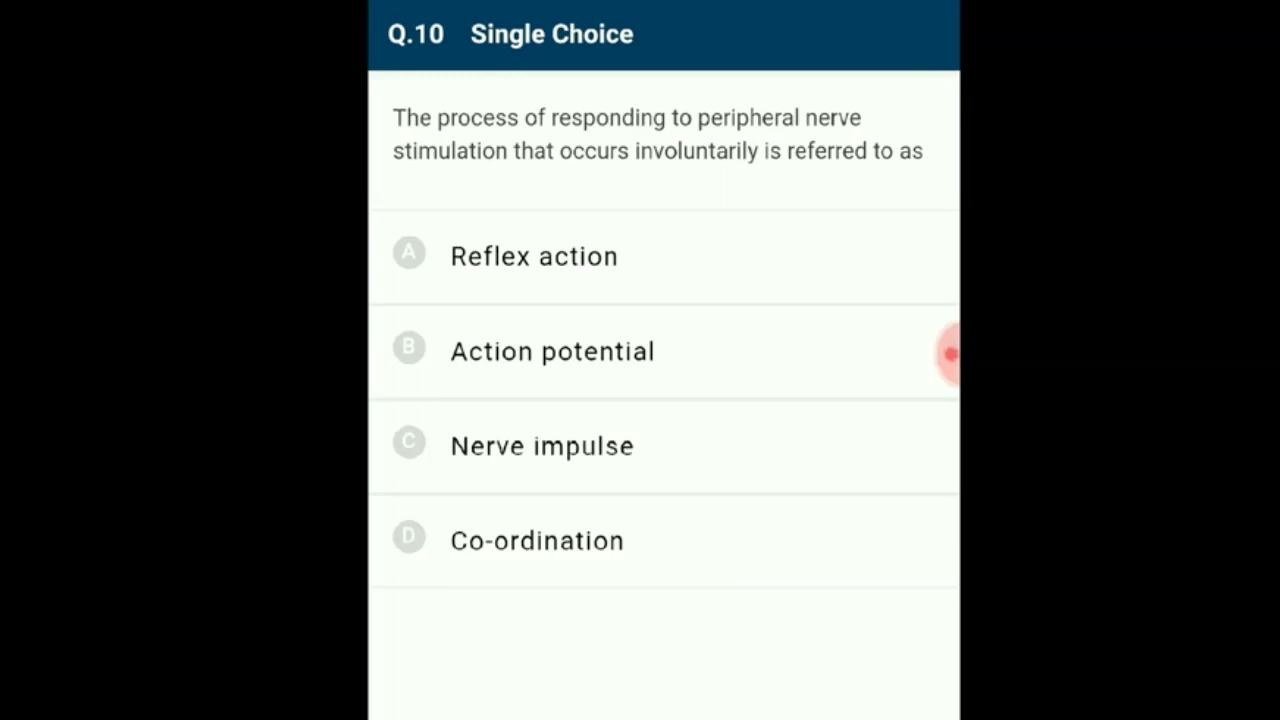 Q.10 Single Choice
The process of responding to peripheral nerve
stimulation that occurs involuntarily is referred to as
A Reflex action
B Action potential
C Nerve impulse
D Co-ordination